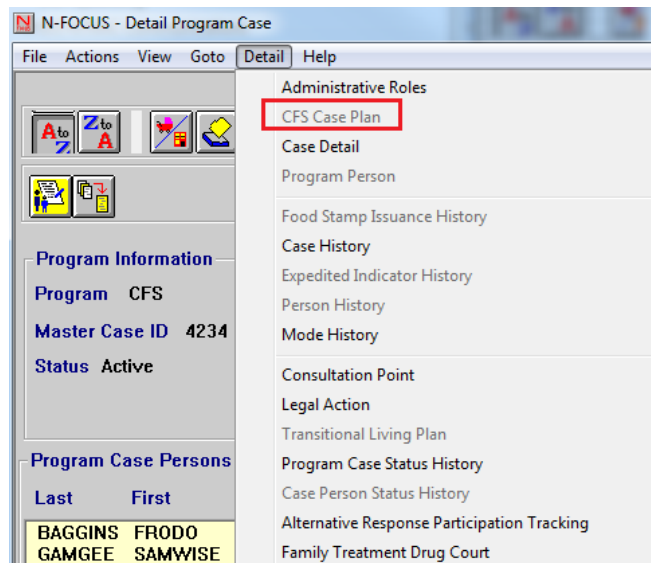 N-FOCUS - Detail Program Case
File Actions View Goto Detail Help
A to Z
Z to A
Program Information
Program CFS
Master Case ID 4234
Status Active
Program Case Persons
Last First
BAGGINS FRODO
GAMGEE SAMWISE
Administrative Roles
CFS Case Plan
Case Detail
Program Person
Food Stamp Issuance History
Case History
Expedited Indicator History
Person History
Mode History
Consultation Point
Legal Action
Transitional Living Plan
Program Case Status History
Case Person Status History
Alternative Response Participation Tracking
Family Treatment Drug Court